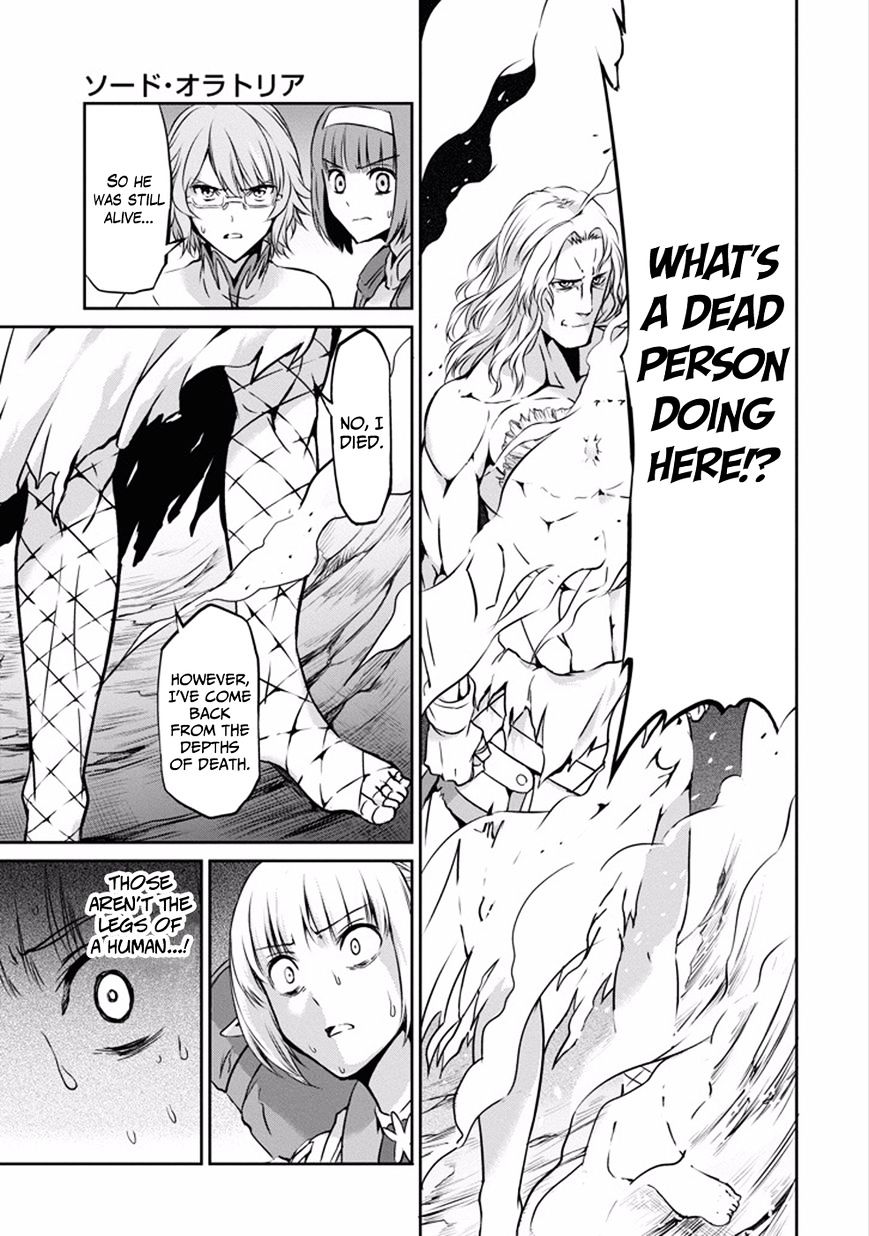 ソード・オラトリア
WHAT'S
A DEAD
PERSON
DOING
HERE!?
SO HE
WAS STILL
ALIVE...
NO, I
DIED.
HOWEVER,
I'VE COME
BACK
FROM THE
DEPTHS
OF DEATH.
THOSE
AREN'T THE
LEGS OF
A HUMAN...!